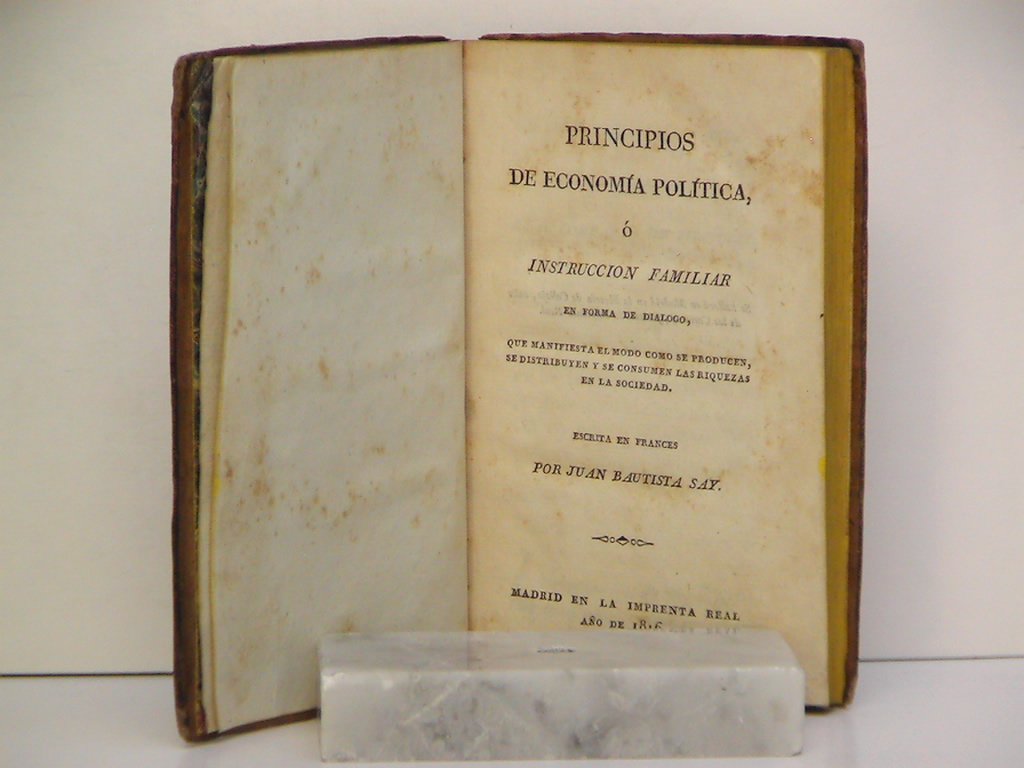 PRINCIPIOS
DE ECONOMÍA POLÍTICA,
ó
INSTRUCCION FAMILIAR
EN FORMA DE DIALOGO,
QUE MANIFIESTA EL MODO COMO SE PRODUCEN,
SE DISTRIBUYEN Y SE CONSUMEN LAS RIQUEZAS
EN LA SOCIEDAD.
ESCRITA EN FRANCES
POR JUAN BAUTISTA SAY.
MADRID EN LA IMPRENTA REAL
AÑO DE 1816